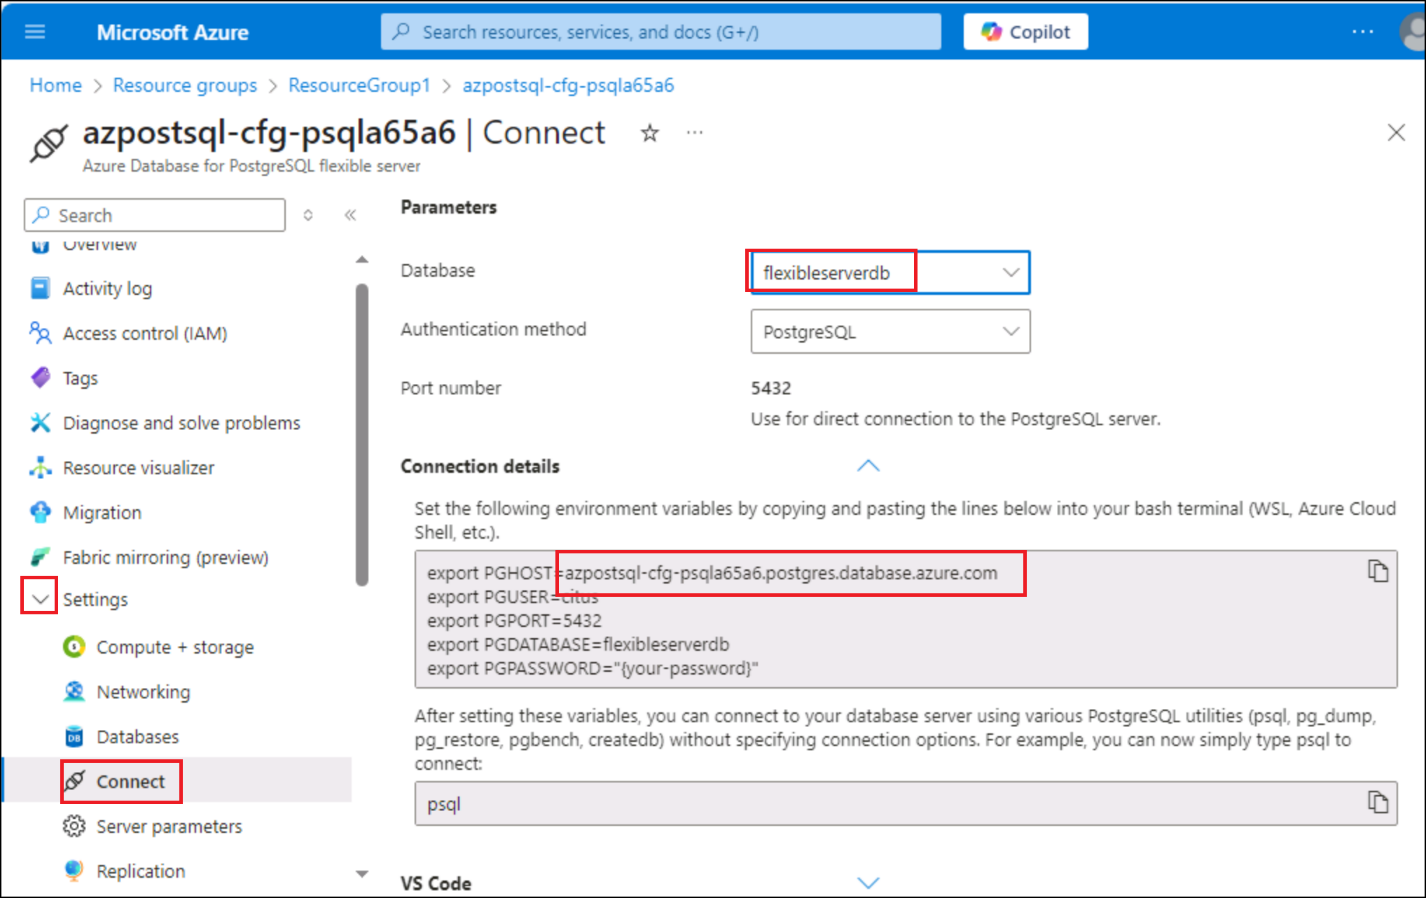 Microsoft Azure
Search resources, services, and docs (G+/)
Copilot
...
Home > Resource groups > ResourceGroup1 > azpostsql-cfg-psqla65a6
azpostsql-cfg-psqla65a6 | Connect
...
Azure Database for PostgreSQL flexible server
Search
Overview
Activity log
Access control (IAM)
Tags
Diagnose and solve problems
Resource visualizer
Migration
Fabric mirroring (preview)
Settings
Compute + storage
Networking
Databases
Connect
Server parameters
Replication
Parameters
Database
flexibleserverdb
Authentication method
PostgreSQL
Port number
5432
Use for direct connection to the PostgreSQL server.
Connection details
Set the following environment variables by copying and pasting the lines below into your bash terminal (WSL, Azure Cloud
Shell, etc.).
export PGHOST=azpostsql-cfg-psqla65a6.postgres.database.azure.com
export PGUSER=citus
export PGPORT=5432
export PGDATABASE=flexibleserverdb
export PGPASSWORD="{your-password}"
After setting these variables, you can connect to your database server using various PostgreSQL utilities (psql, pg_dump,
pg_restore, pgbench, createdb) without specifying connection options. For example, you can now simply type psql to
connect:
psql
VS Code